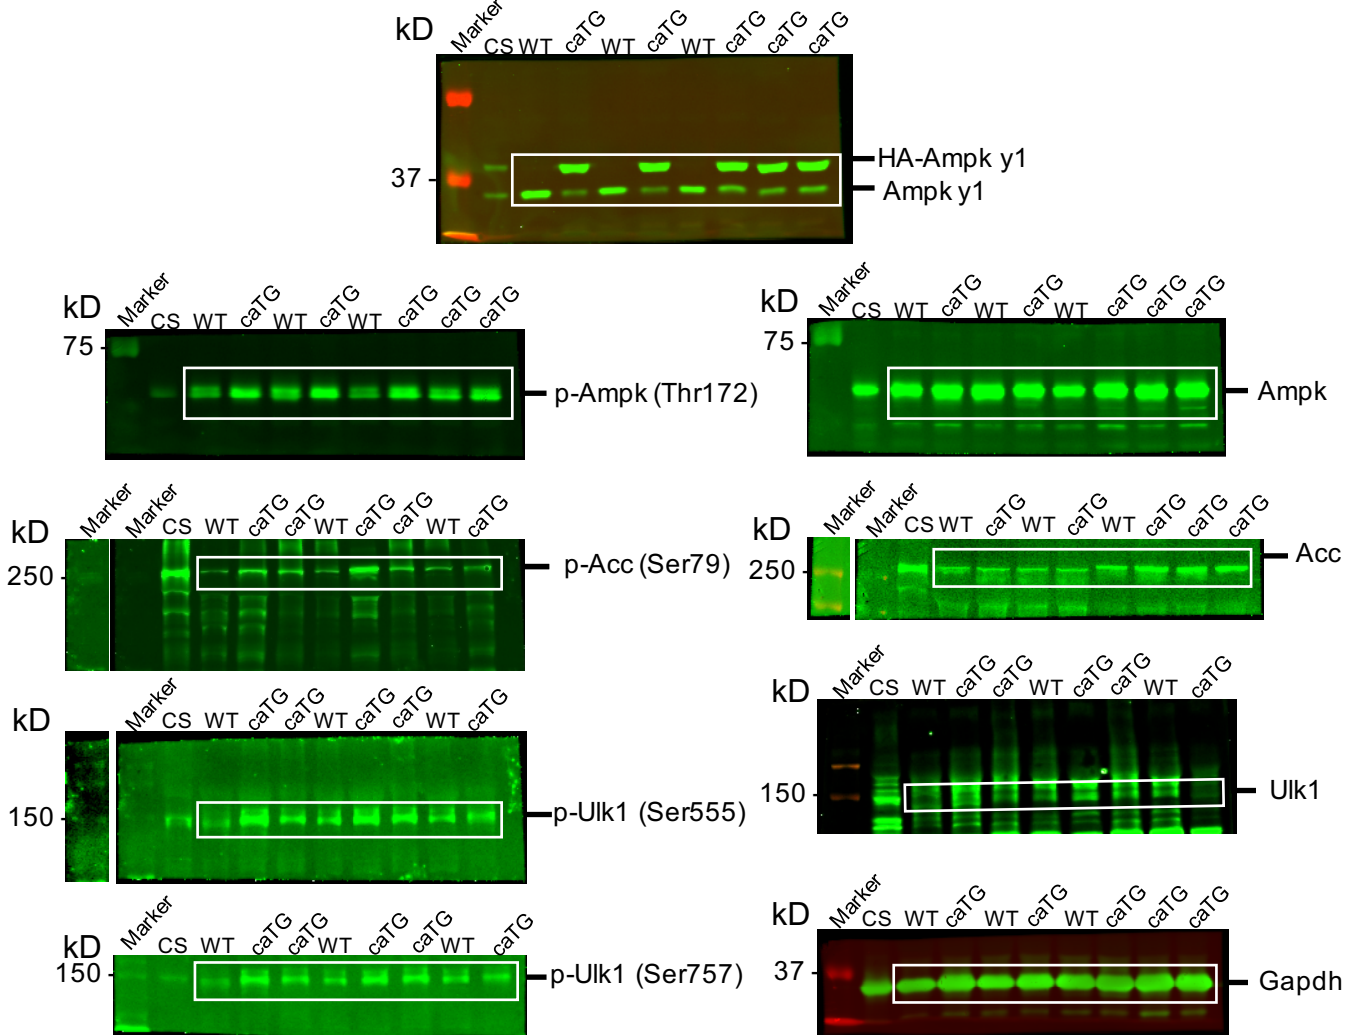 kD Marker CS WT caTG WT caTG WT caTG caTG caTG
HA-Ampk y1
37
Ampk y1
kD Marker CS WT caTG WT caTG WT caTG caTG caTG
75
p-Ampk (Thr172)
kD Marker CS WT caTG WT caTG WT caTG caTG caTG
75
Ampk
kD Marker Marker CS WT caTG caTG WT caTG caTG WT caTG
250
p-Acc (Ser79)
kD Marker Marker CS WT caTG WT caTG WT caTG caTG caTG
250
Acc
kD Marker CS WT caTG caTG WT caTG caTG WT caTG
150
p-Ulk1 (Ser555)
kD Marker CS WT caTG caTG WT caTG caTG WT caTG
150
Ulk1
kD Marker CS WT caTG caTG WT caTG caTG WT caTG
150
p-Ulk1 (Ser757)
kD Marker CS WT caTG WT caTG WT caTG caTG caTG
37
Gapdh